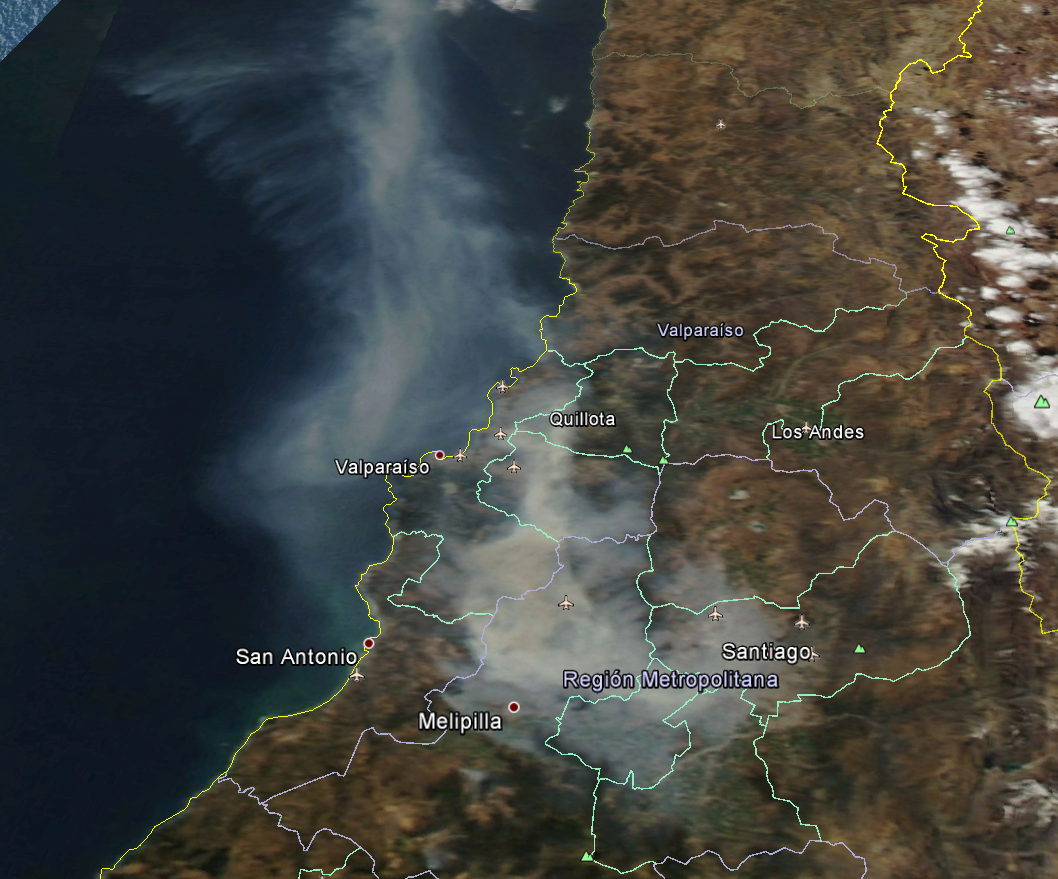 Valparaíso
Quillota
Los Andes
Valparaíso
San Antonio
Santiago
Región Metropolitana
Melipilla